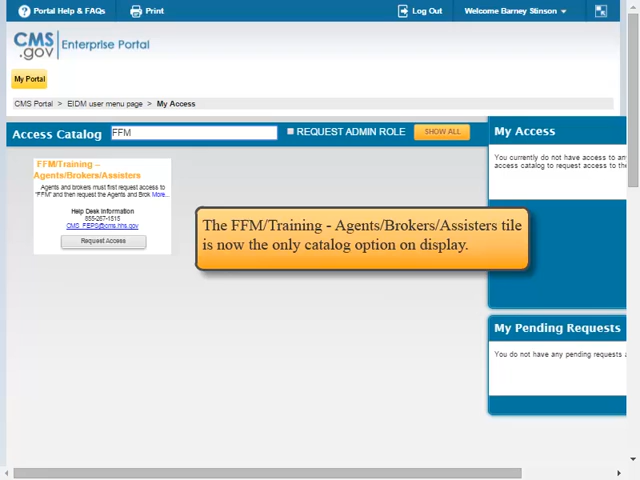 Portal Help & FAQs
Print
Log Out
Welcome Barney Stinson
CMS
.gov
Enterprise Portal
My Portal
CMS Portal > EIDM user menu page > My Access
Access Catalog
FFM
REQUEST ADMIN ROLE
SHOW ALL
FFM/Training –
Agents/Brokers/Assisters
Agents and brokers must first request access to
"FFM" and then request the Agents and Brok More...
Help Desk Information
855-267-1515
CMS_FEPS@cms.hhs.gov
Request Access
The FFM/Training - Agents/Brokers/Assisters tile
is now the only catalog option on display.
My Access
You currently do not have access to an
access catalog to request access to the
My Pending Requests
You do not have any pending requests a